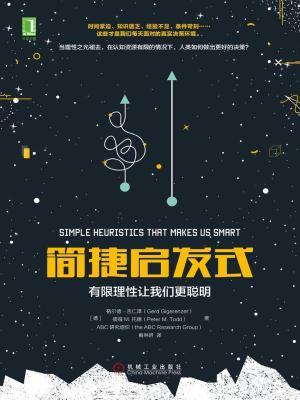 时间紧迫、知识匮乏、经验不足、条件苛刻……
这些才是我们每天面对的真实决策环境。
当理性之光褪去，在认知资源有限的情况下，人类如何做出更好的决策？
SIMPLE HEURISTICS THAT MAKES US SMART
简捷启发式
有限理性让我们更聪明
格尔德·吉仁泽（Gerd Gigerenzer）
[德] 彼得 M. 托德（Peter M. Todd） 著
ABC 研究组织（the ABC Research Group）
译
机械工业出版社
China Machine Press